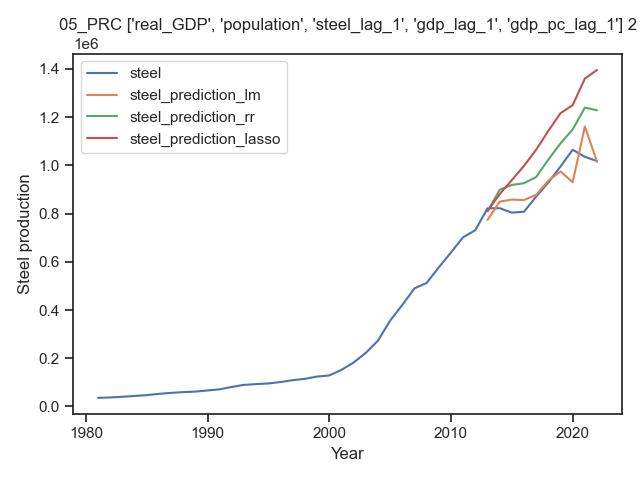 05_PRC ['real_GDP', 'population', 'steel_lag_1', 'gdp_lag_1', 'gdp_pc_lag_1'] 2
1e6
steel
steel_prediction_lm
steel_prediction_rr
steel_prediction_lasso
1.4
1.2
1.0
0.8
0.6
0.4
0.2
0.0
Steel production
1980
1990
2000
2010
2020
Year